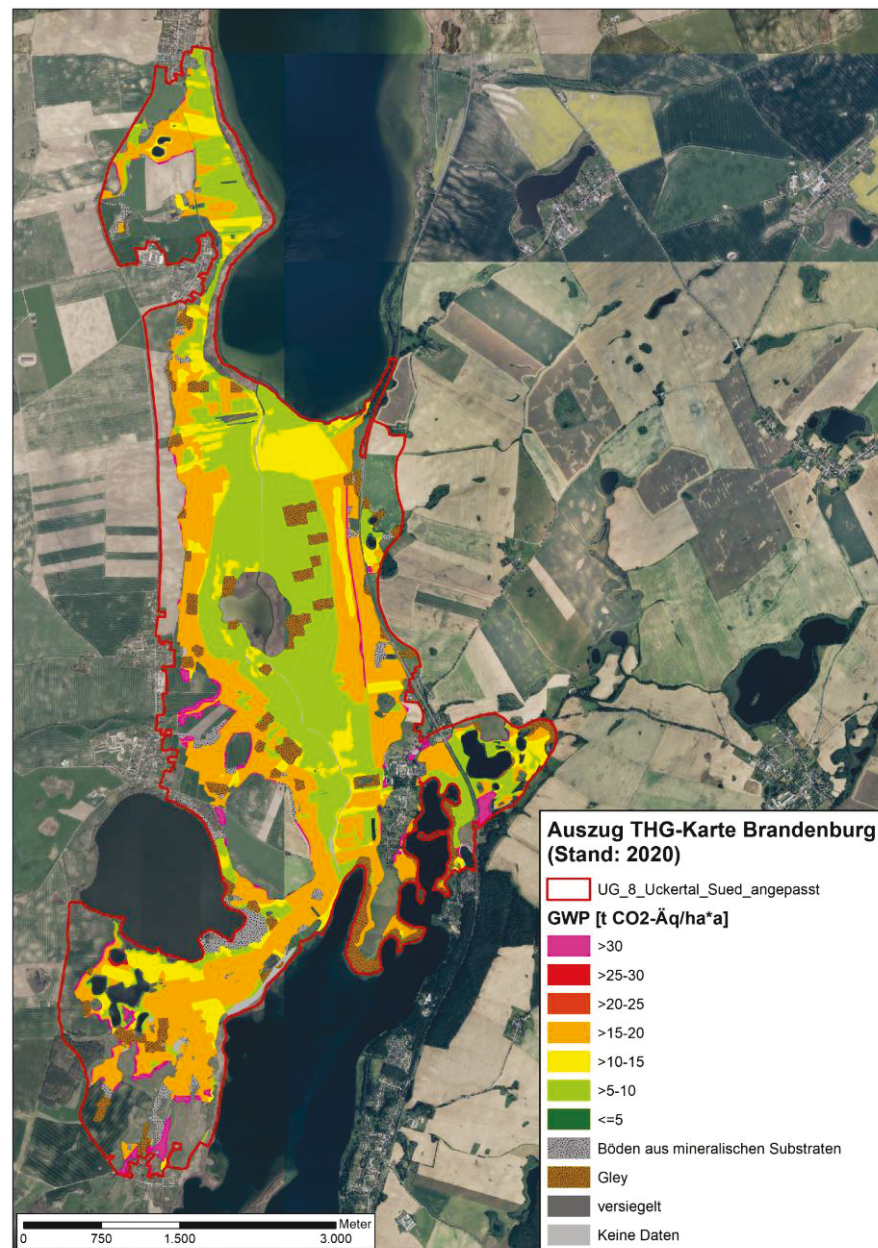 Auszug THG-Karte Brandenburg
(Stand: 2020)
UG_8_Uckertal_Sued_angepasst
GWP [t CO2-Äq/ha*a]
>30
>25-30
>20-25
>15-20
>10-15
>5-10
<=5
Böden aus mineralischen Substraten
Gley
versiegelt
Keine Daten
Meter
0 750 1.500 3.000